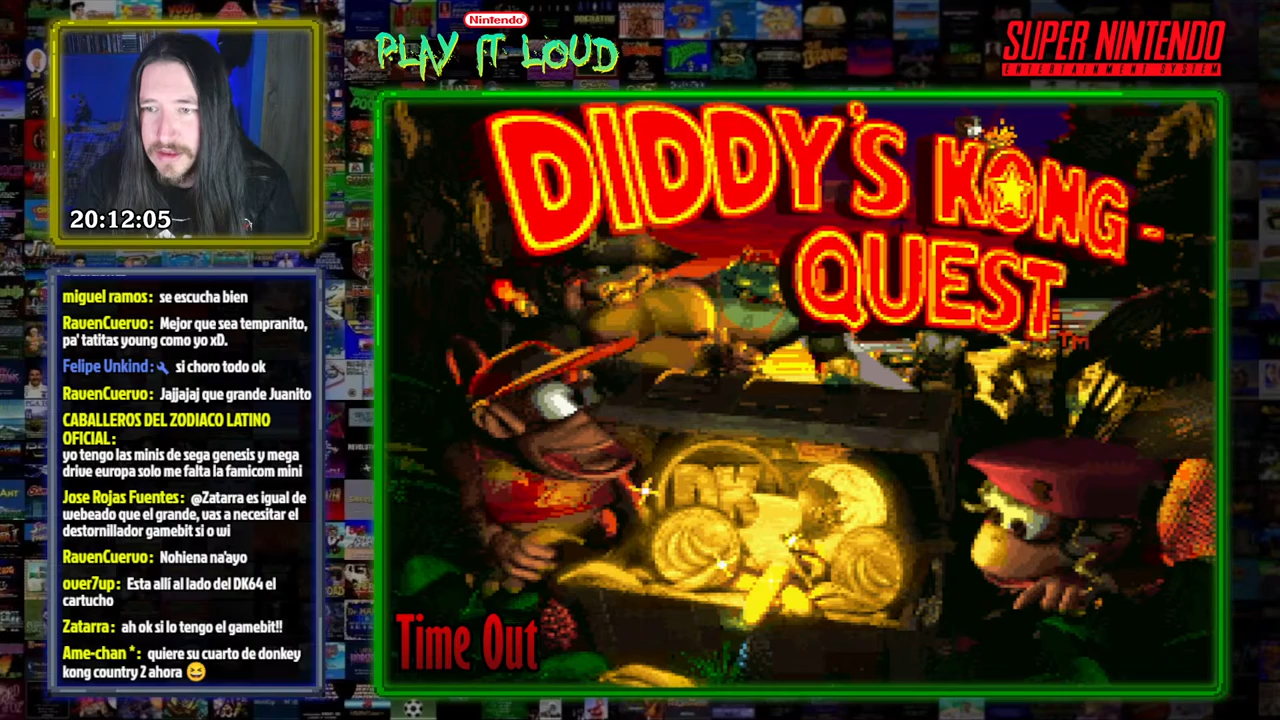 Nintendo
PLAY IT LOUD
SUPER NINTENDO
ENTERTAINMENT SYSTEM
20:12:05
DIDDY'S KONG-
QUEST
TM
DK
Time Out
miguel ramos: se escucha bien
RavenCuervo: Mejor que sea tempranito,
pa' tatitas young como yo xD.
Felipe Unkind: si choro todo ok
RavenCuervo: Jajjajaj que grande Juanito
CABALLEROS DEL ZODIACO LATINO
OFICIAL:
yo tengo las minis de sega genesis y mega
drive europa solo me falta la famicom mini
Jose Rojas Fuentes: @Zatarra es igual de
webeado que el grande, vas a necesitar el
destornillador gamebit si o wi
RavenCuervo: Nohiena na'ayo
over7up: Esta allí al lado del DK64 el
cartucho
Zatarra: ah ok si lo tengo el gamebit!!
Ame-chan *: quiere su cuarto de donkey
kong country 2 ahora 😆